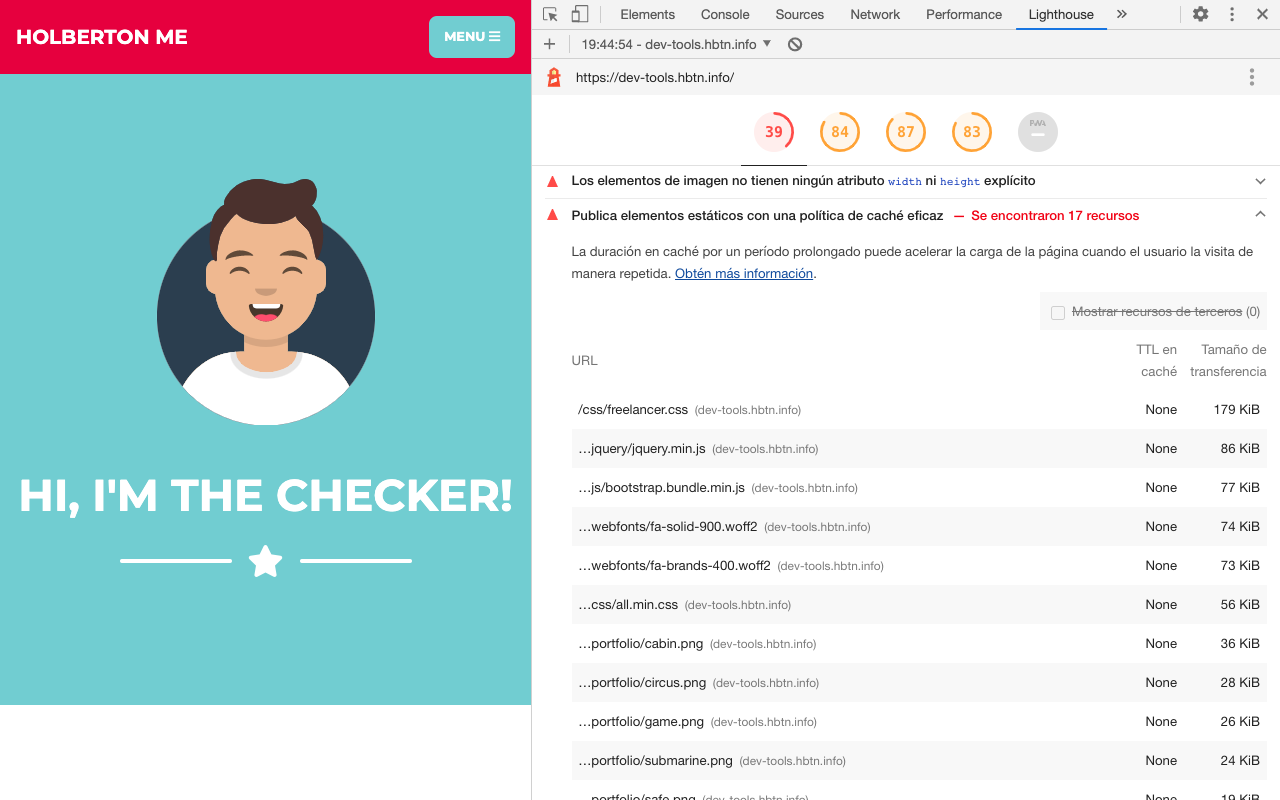 HOLBERTON ME
MENU
HI, I'M THE CHECKER!
Elements Console Sources Network Performance Lighthouse
19:44:54 - dev-tools.hbtn.info
https://dev-tools.hbtn.info/
39 84 87 83 PWA
Los elementos de imagen no tienen ningún atributo width ni height explícito
Publica elementos estáticos con una política de caché eficaz — Se encontraron 17 recursos
La duración en caché por un período prolongado puede acelerar la carga de la página cuando el usuario la visita de
manera repetida. Obtén más información.
Mostrar recursos de terceros (0)
URL TTL en caché Tamaño de transferencia
/css/freelancer.css (dev-tools.hbtn.info) None 179 KiB
…jquery/jquery.min.js (dev-tools.hbtn.info) None 86 KiB
…js/bootstrap.bundle.min.js (dev-tools.hbtn.info) None 77 KiB
…webfonts/fa-solid-900.woff2 (dev-tools.hbtn.info) None 74 KiB
…webfonts/fa-brands-400.woff2 (dev-tools.hbtn.info) None 73 KiB
…css/all.min.css (dev-tools.hbtn.info) None 56 KiB
…portfolio/cabin.png (dev-tools.hbtn.info) None 36 KiB
…portfolio/circus.png (dev-tools.hbtn.info) None 28 KiB
…portfolio/game.png (dev-tools.hbtn.info) None 26 KiB
…portfolio/submarine.png (dev-tools.hbtn.info) None 24 KiB
…portfolio/safe.png (dev-tools.hbtn.info) None 19 KiB